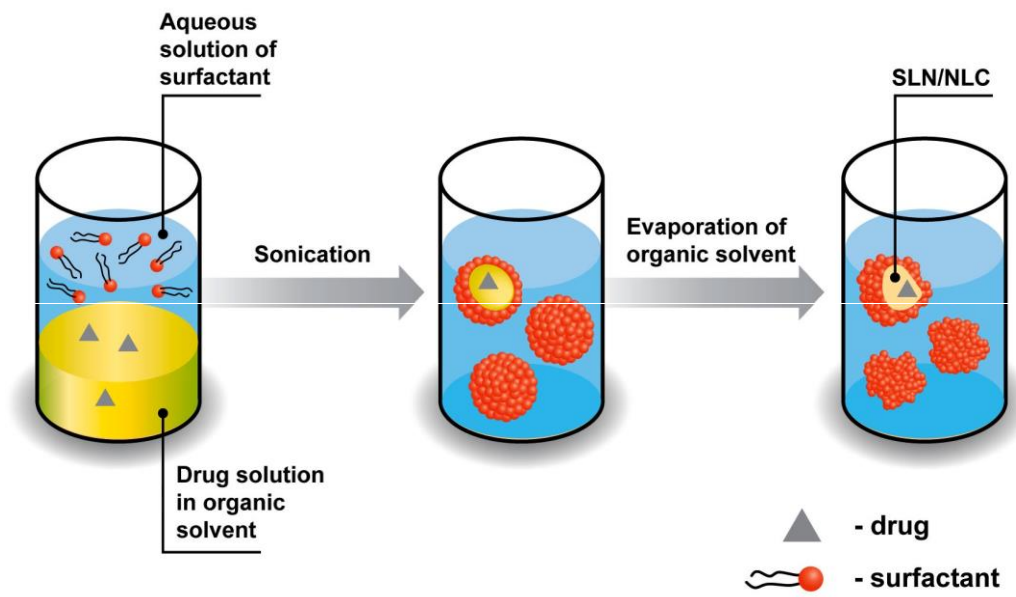 Aqueous
solution of
surfactant
SLN/NLC
Sonication
Evaporation of
organic solvent
Drug solution
in organic
solvent
- drug
- surfactant